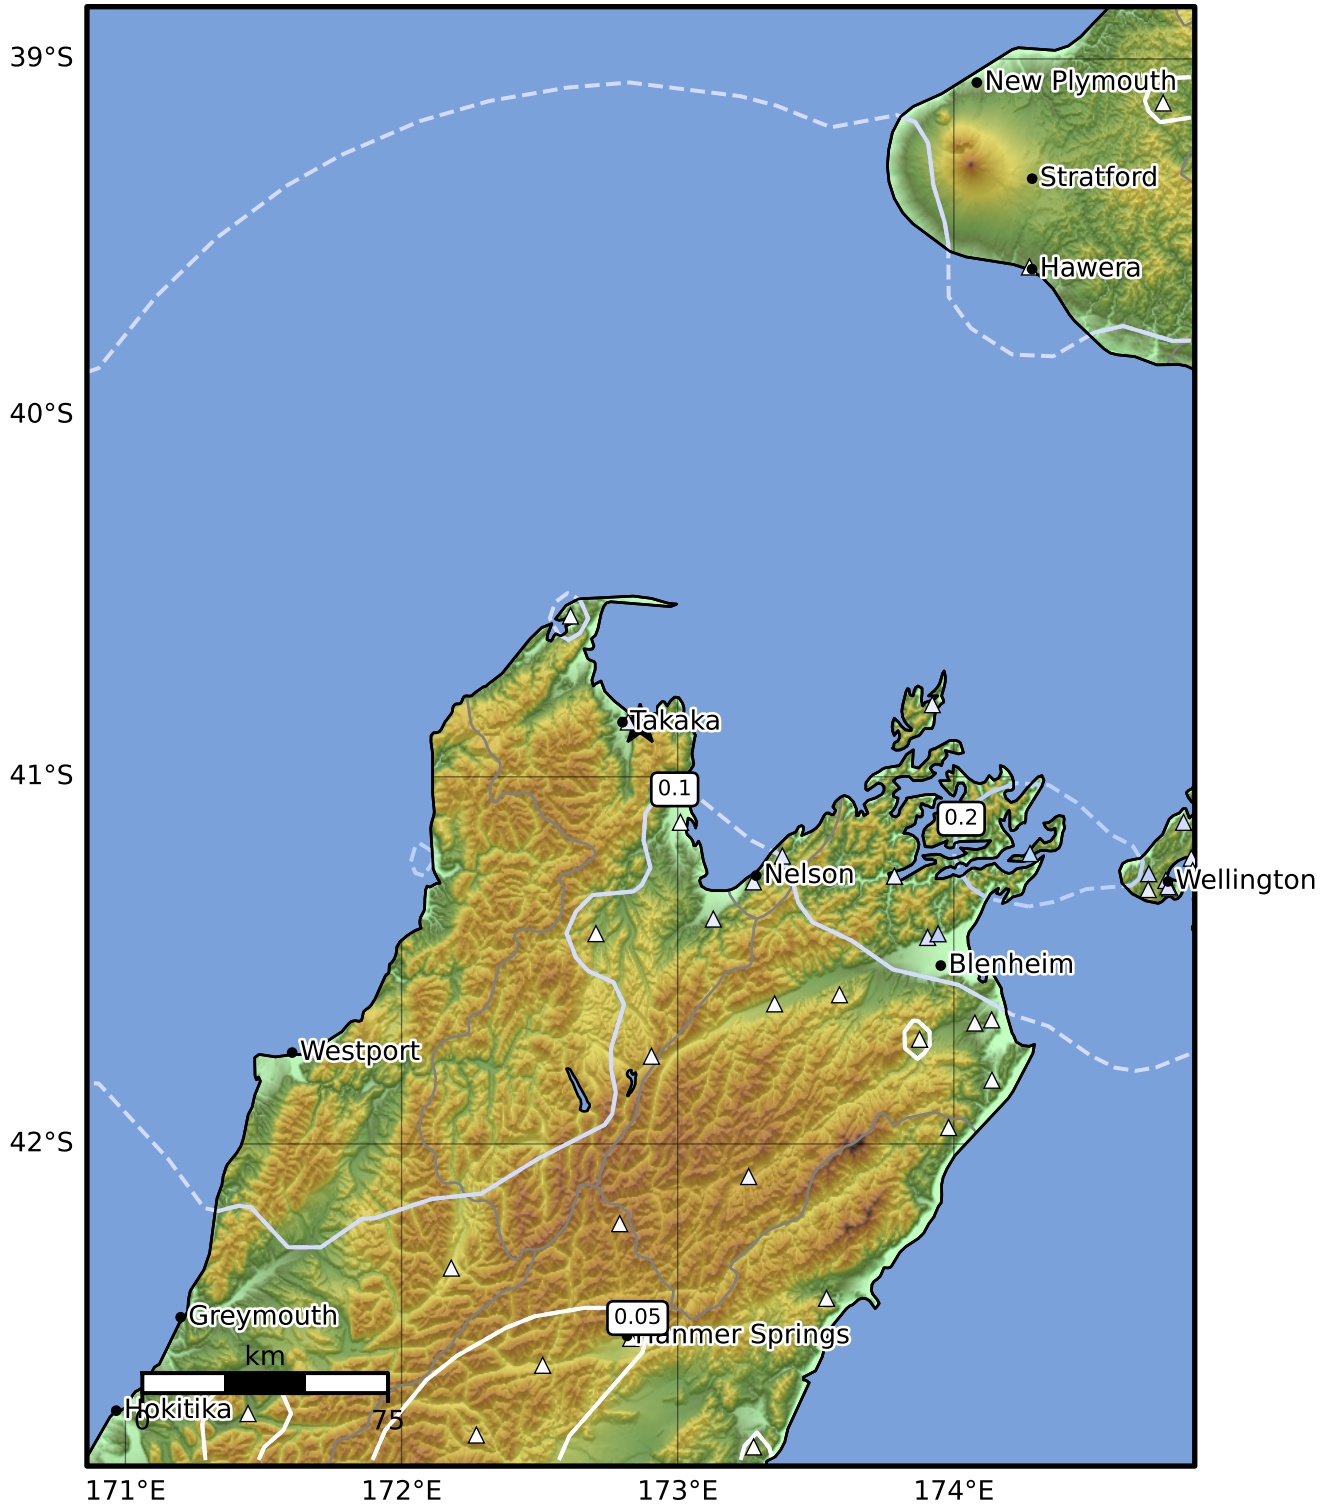 39°S
New Plymouth
Stratford
Hawera
40°S
Takaka
41°S
0.1
0.2
Nelson
Wellington
Blenheim
Westport
42°S
Greymouth
0.05
Hanmer Springs
km
Hokitika
0
75
171°E
172°E
173°E
174°E